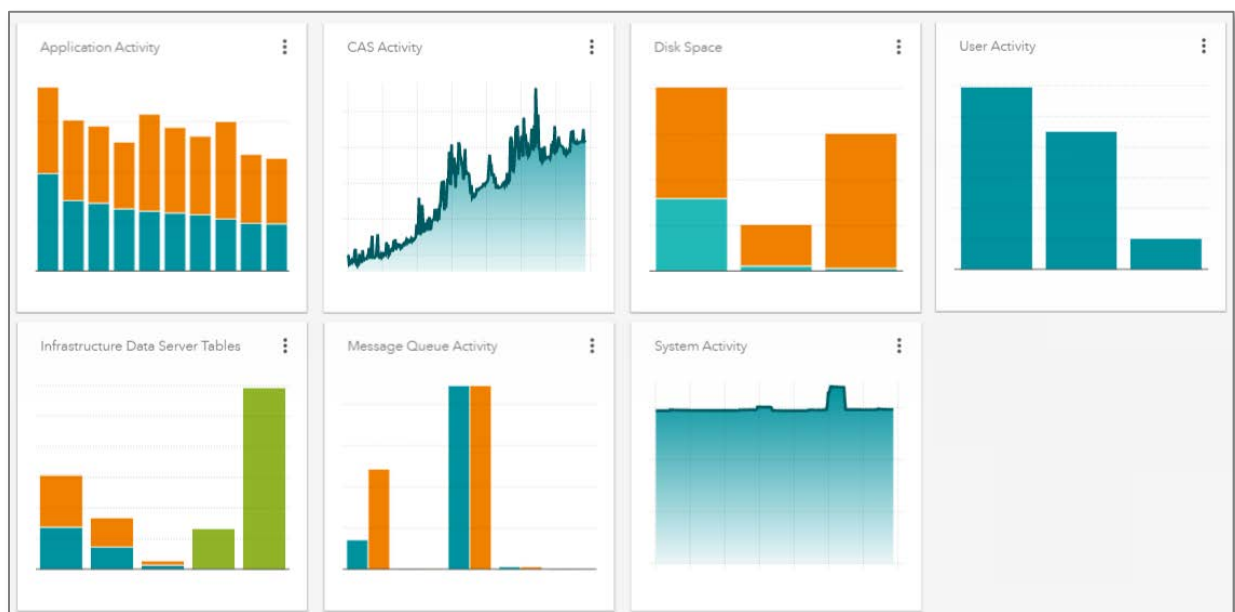 Application Activity
CAS Activity
Disk Space
User Activity
Infrastructure Data Server Tables
Message Queue Activity
System Activity